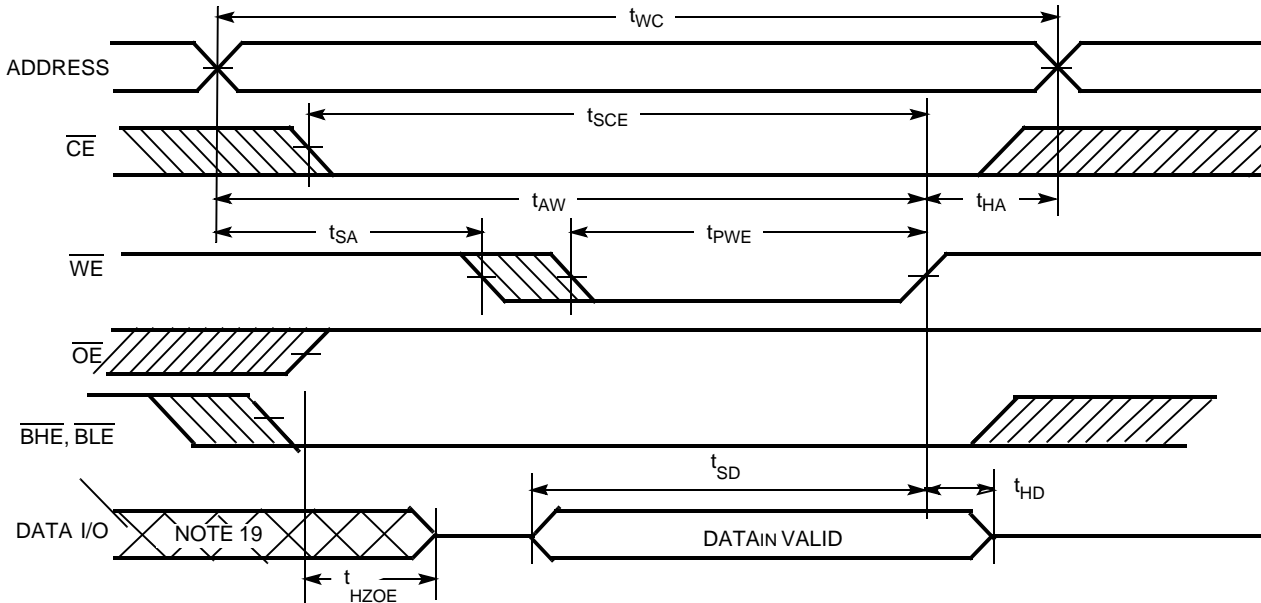 tWC
ADDRESS
tSCE
CE
tAW
tHA
tSA
tPWE
WE
OE
BHE, BLE
tSD
tHD
DATA I/O
NOTE 19
DATAIN VALID
tHZOE